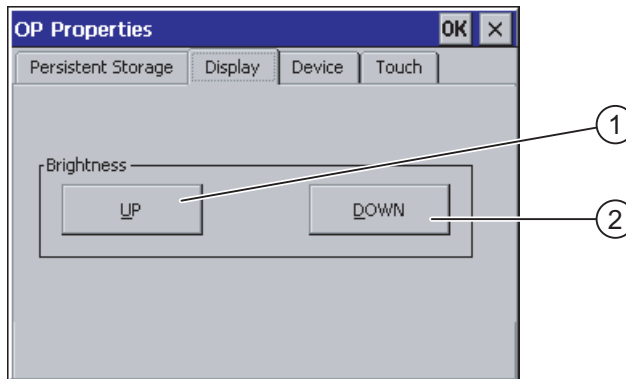 OP Properties OK ×
Persistent Storage Display Device Touch
1
Brightness
UP DOWN
2